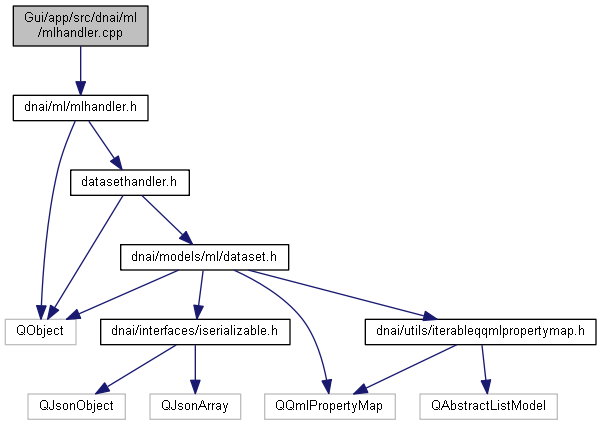 Gui/app/src/dnai/ml
/mlhandler.cpp
dnai/ml/mlhandler.h
datasethandler.h
dnai/models/ml/dataset.h
QObject
dnai/interfaces/iserializable.h
dnai/utils/iterableqqmlpropertymap.h
QJsonObject
QJsonArray
QQmlPropertyMap
QAbstractListModel